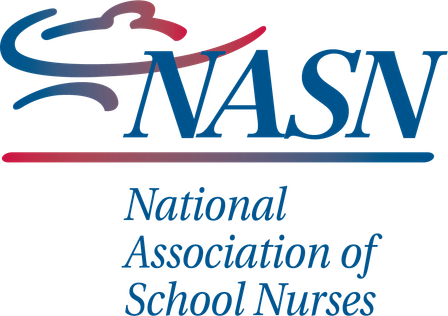 NASN
National
Association of
School Nurses